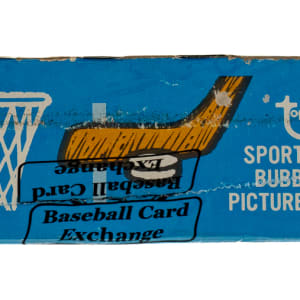 SPORT
BUBB
PICTURE
Exchange
Baseball Card
Baseball Card
Exchange